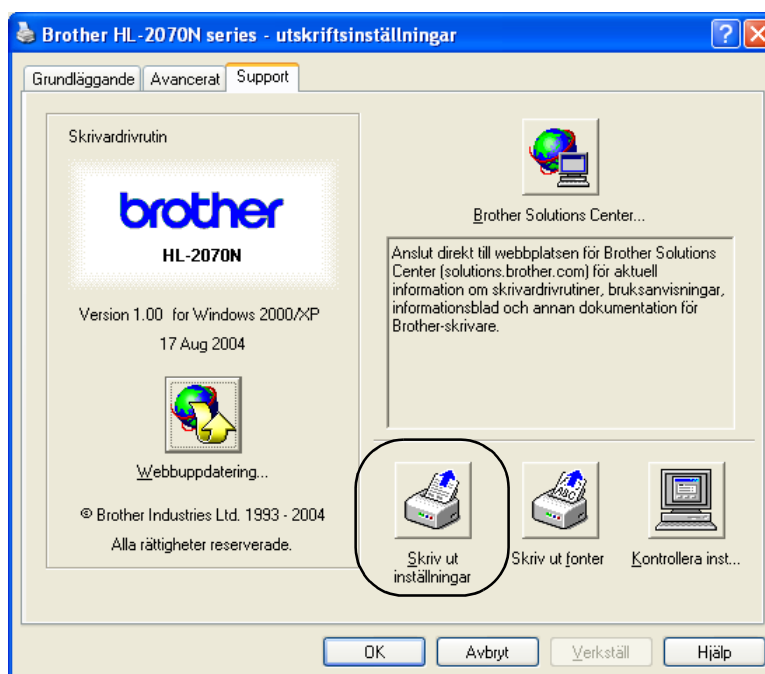 Brother HL-2070N series - utskriftsinställningar
Grundläggande Avancerat Support
Skrivardrivrutin
brother
HL-2070N
Version 1.00 for Windows 2000/XP
17 Aug 2004
Webbuppdatering...
© Brother Industries Ltd. 1993 - 2004
Alla rättigheter reserverade.
Brother Solutions Center...
Anslut direkt till webbplatsen för Brother Solutions
Center (solutions.brother.com) för aktuell
information om skrivardrivrutiner, bruksanvisningar,
informationsblad och annan dokumentation för
Brother-skrivare.
Skriv ut
inställningar
Skriv ut fonter
Kontrollera inst...
OK Avbryt Verkställ Hjälp